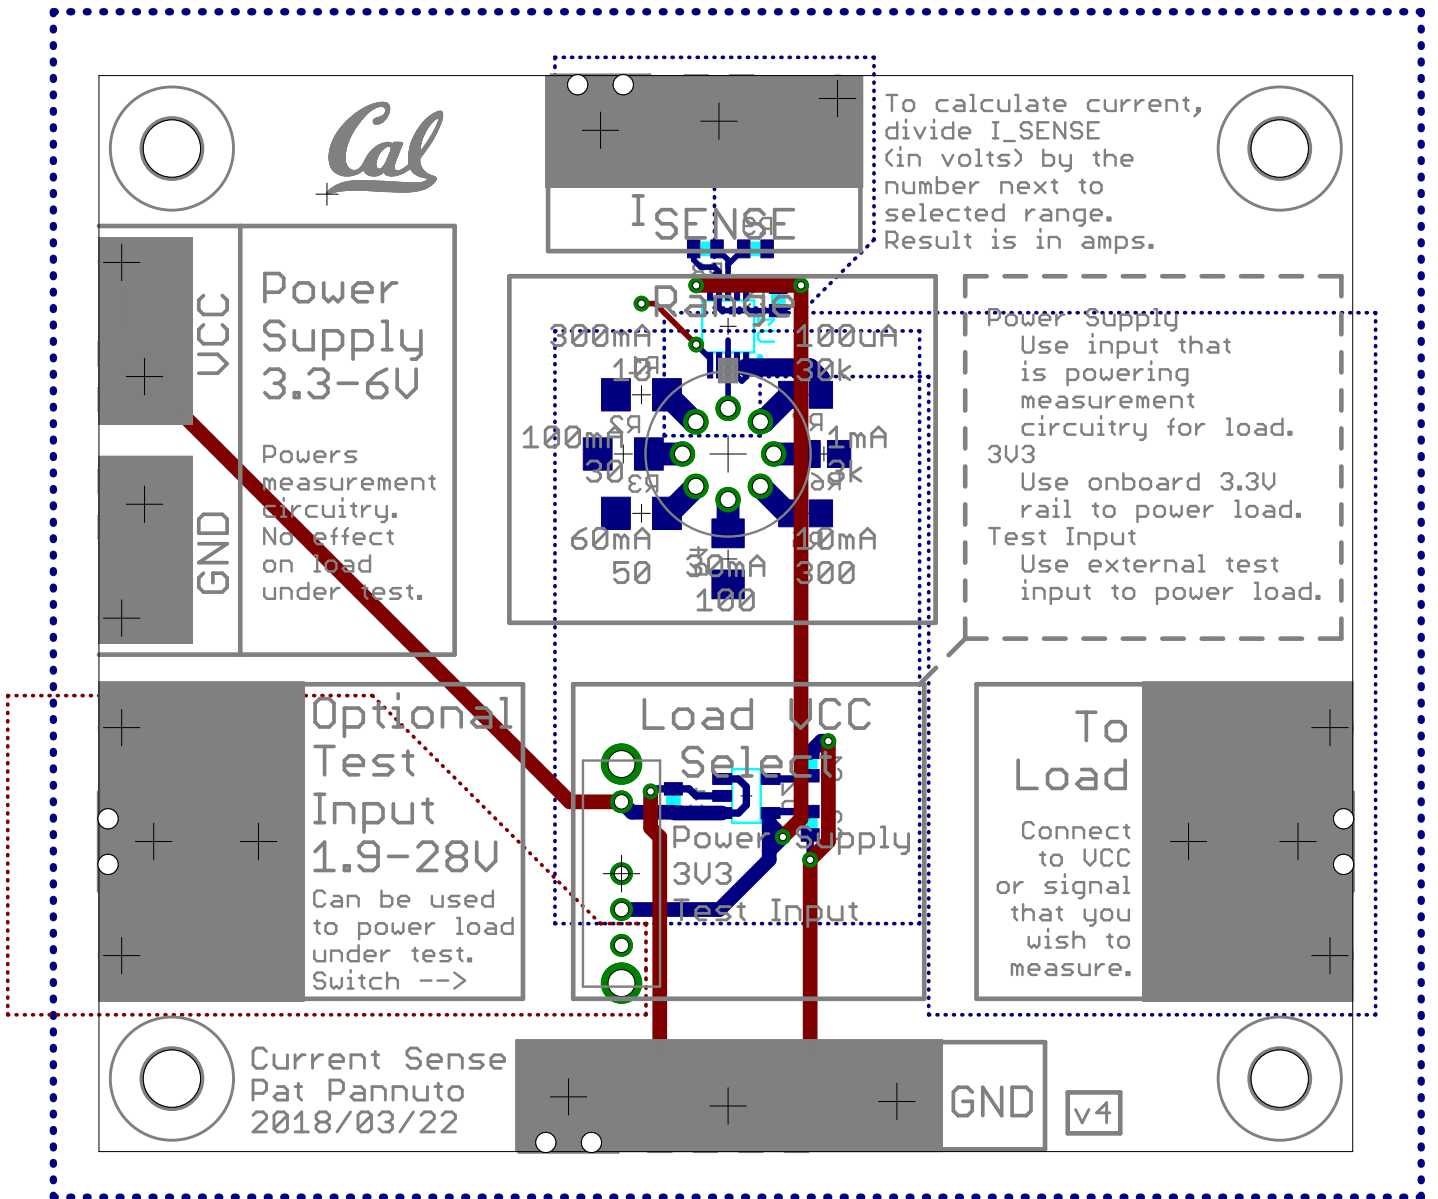 Cal
To calculate current,
divide I_SENSE
(in volts) by the
number next to
selected range.
Result is in amps.
I SENSE
R9
VCC
GND
Power
Supply
3.3-6V
Powers
measurement
circuitry.
No effect
on load
under test.
Range
300mA
10
100mA
30
60mA
50
30mA
100
100uA
30k
1mA
3k
10mA
300
R2
R3
R6
Power Supply
Use input that
is powering
measurement
circuitry for load.
3V3
Use onboard 3.3V
rail to power load.
Test Input
Use external test
input to power load.
Optional
Test
Input
1.9-28V
Can be used
to power load
under test.
Switch -->
Load VCC
Select
Power Supply
3V3
Test Input
To
Load
Connect
to VCC
or signal
that you
wish to
measure.
Current Sense
Pat Pannuto
2018/03/22
GND
v4